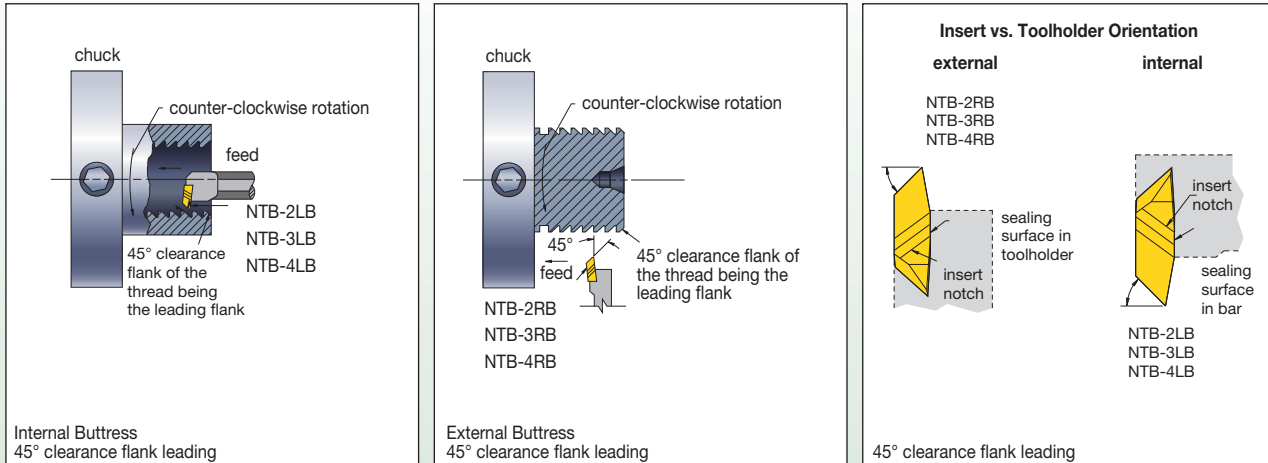 chuck
counter-clockwise rotation
feed
NTB-2LB
NTB-3LB
NTB-4LB
45° clearance
flank of the
thread being
the leading flank
Internal Buttress
45° clearance flank leading
chuck
counter-clockwise rotation
45°
feed
45° clearance flank of
the thread being the
leading flank
NTB-2RB
NTB-3RB
NTB-4RB
External Buttress
45° clearance flank leading
Insert vs. Toolholder Orientation
external
NTB-2RB
NTB-3RB
NTB-4RB
sealing
surface in
toolholder
insert
notch
internal
insert
notch
sealing
surface
in bar
NTB-2LB
NTB-3LB
NTB-4LB
45° clearance flank leading